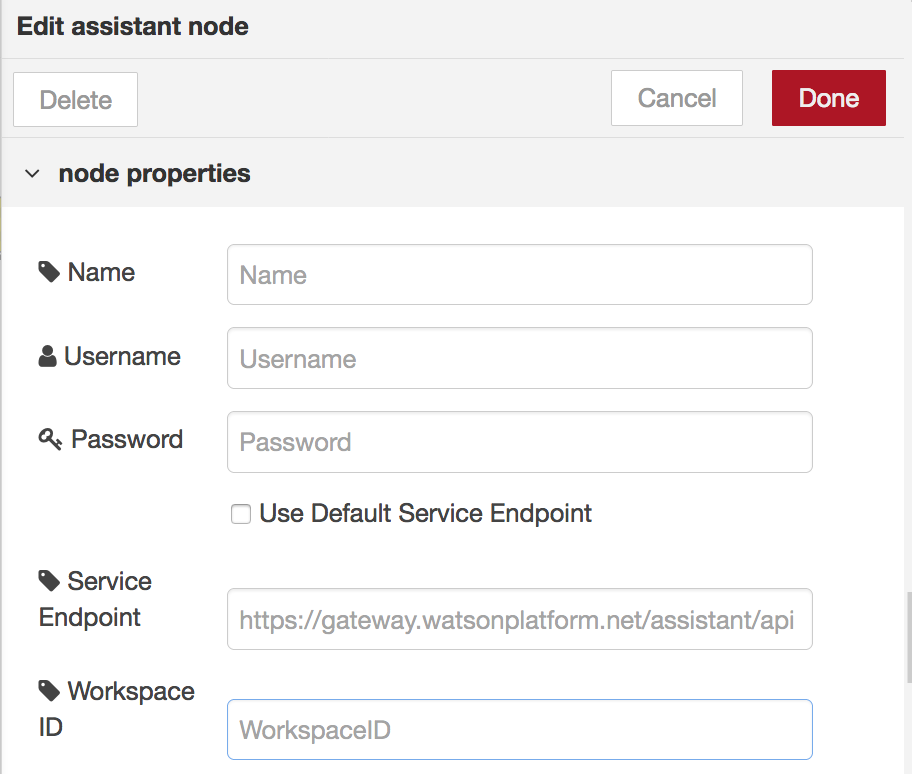 Edit assistant node
Delete
Cancel
Done
node properties
Name
Name
Username
Username
Password
Password
Use Default Service Endpoint
Service
Endpoint
https://gateway.watsonplatform.net/assistant/api
Workspace
ID
WorkspaceID